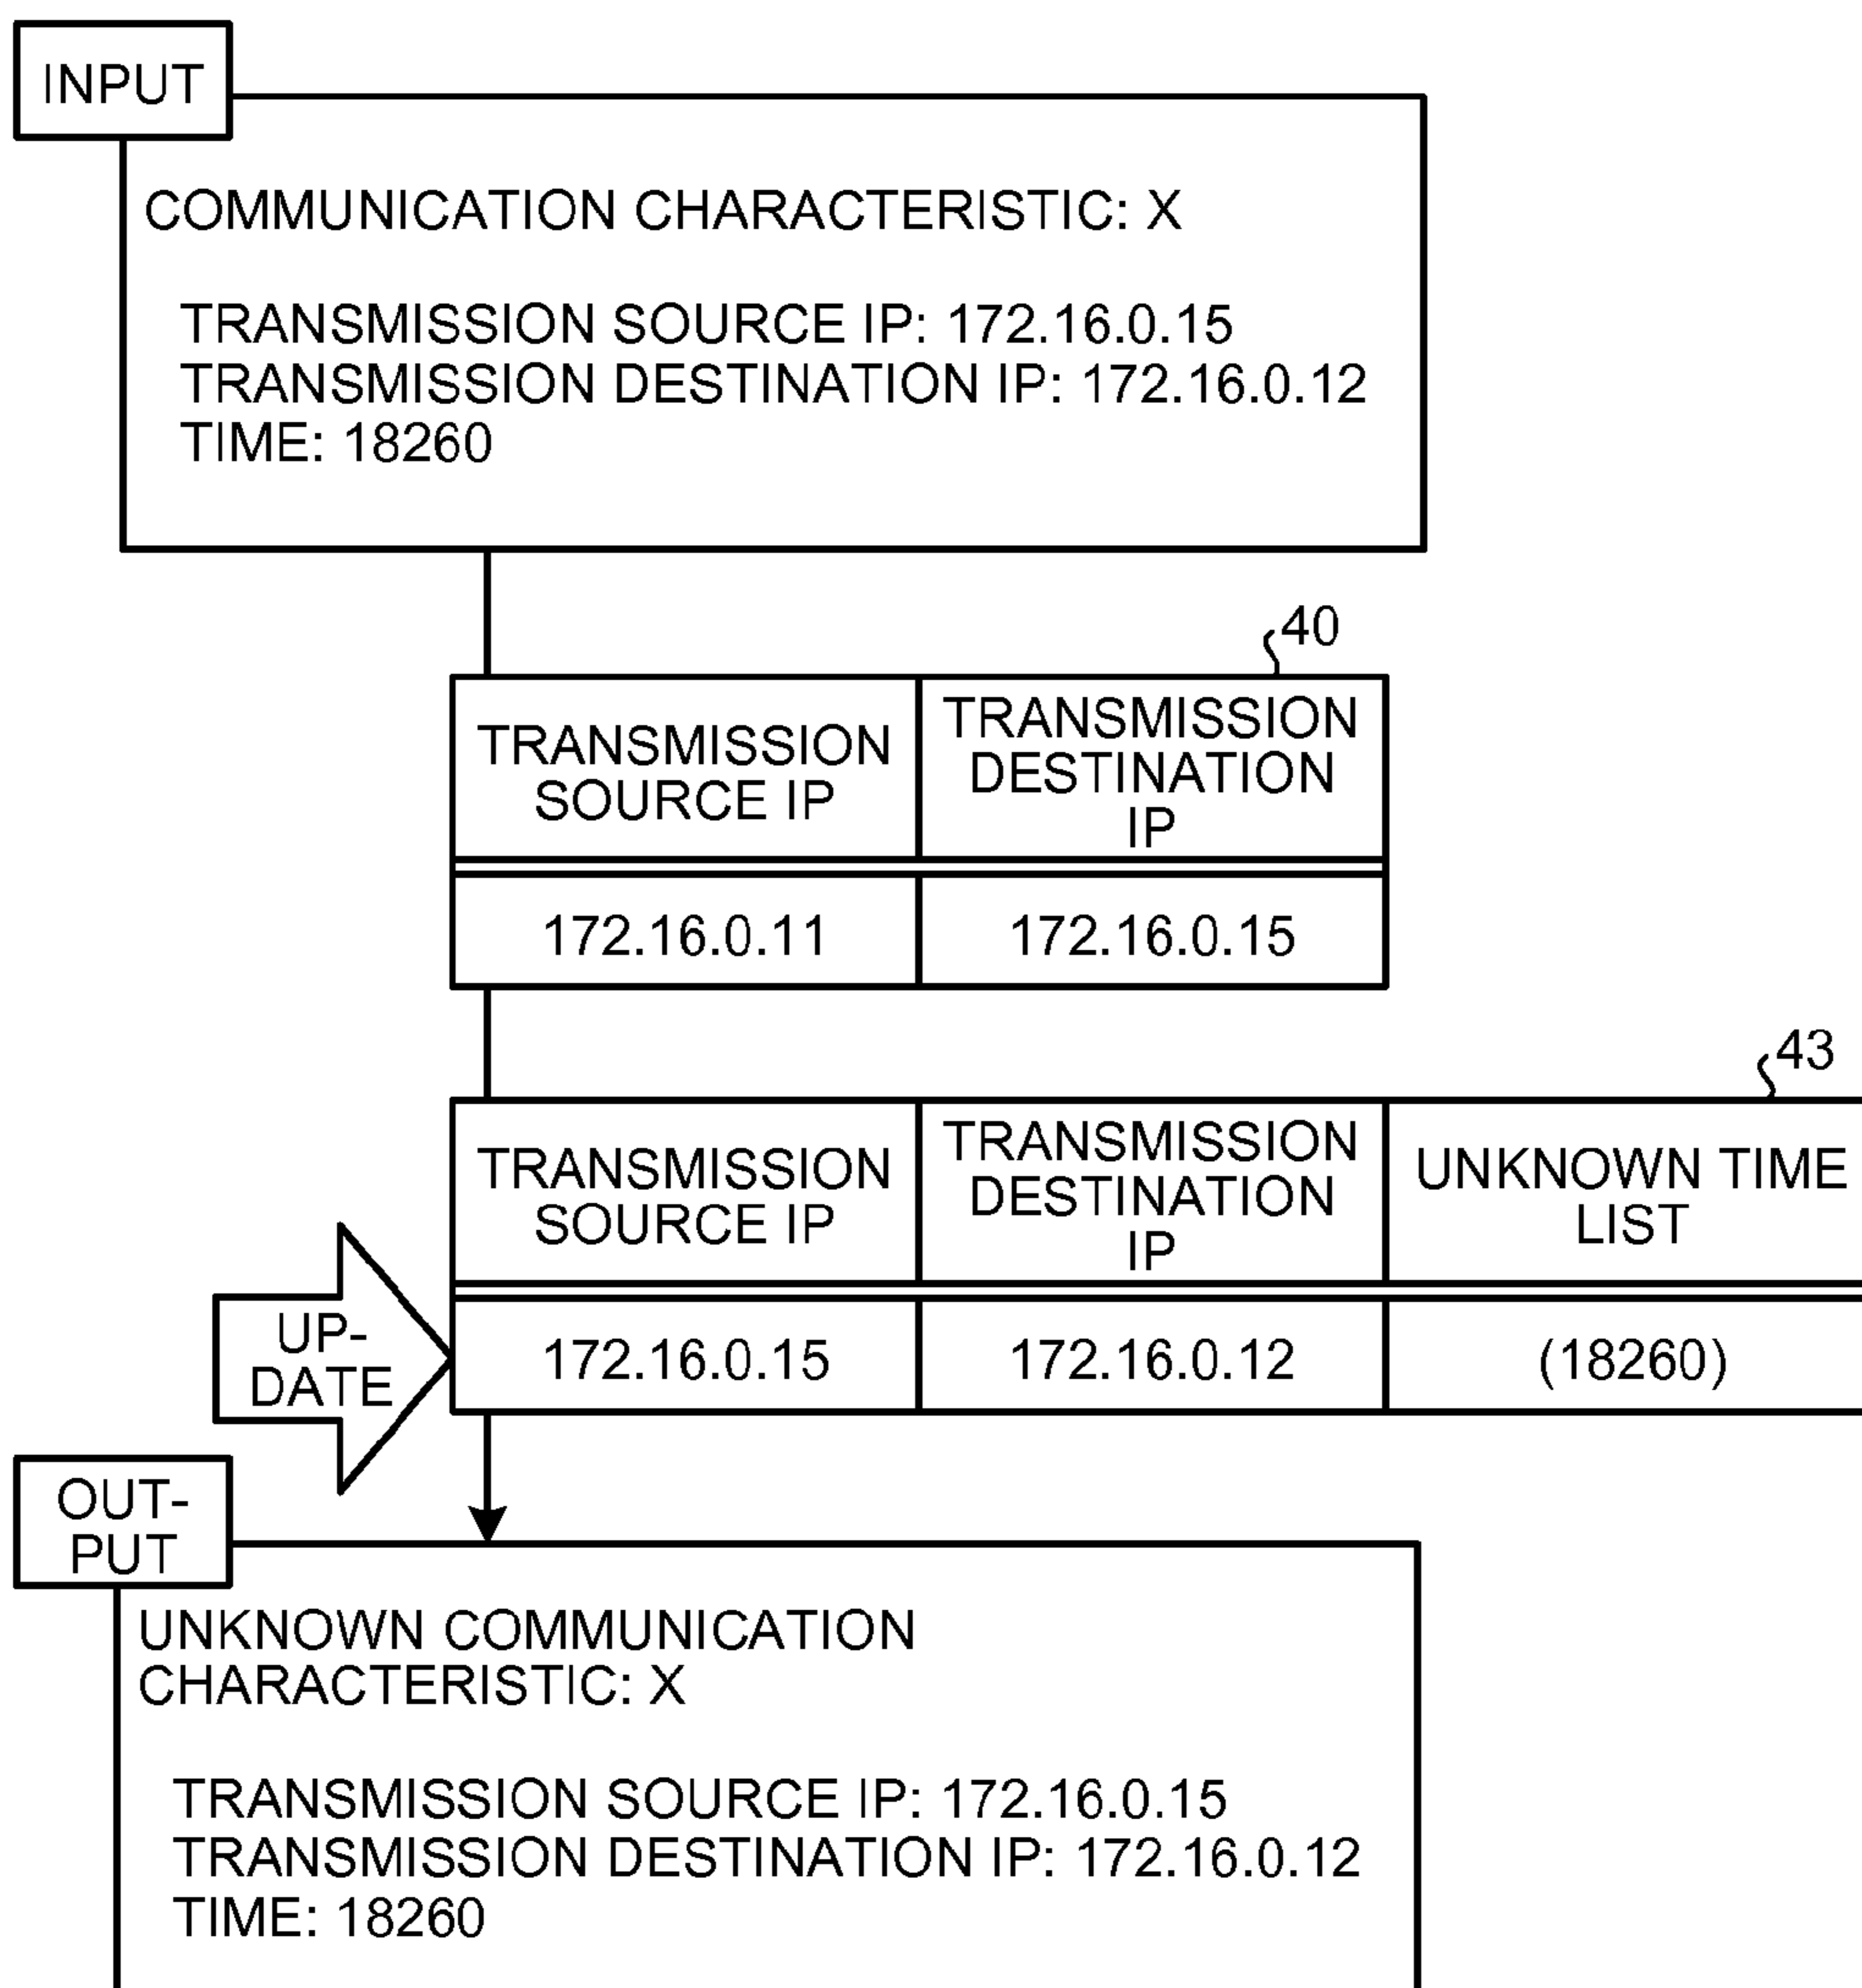 INPUT
COMMUNICATION CHARACTERISTIC: X
TRANSMISSION SOURCE IP: 172.16.0.15
TRANSMISSION DESTINATION IP: 172.16.0.12
TIME: 18260
40
TRANSMISSION
SOURCE IP
TRANSMISSION
DESTINATION
IP
172.16.0.11
172.16.0.15
43
TRANSMISSION
SOURCE IP
TRANSMISSION
DESTINATION
IP
UNKNOWN TIME
LIST
UP-
DATE
172.16.0.15
172.16.0.12
(18260)
OUT-
PUT
UNKNOWN COMMUNICATION
CHARACTERISTIC: X
TRANSMISSION SOURCE IP: 172.16.0.15
TRANSMISSION DESTINATION IP: 172.16.0.12
TIME: 18260